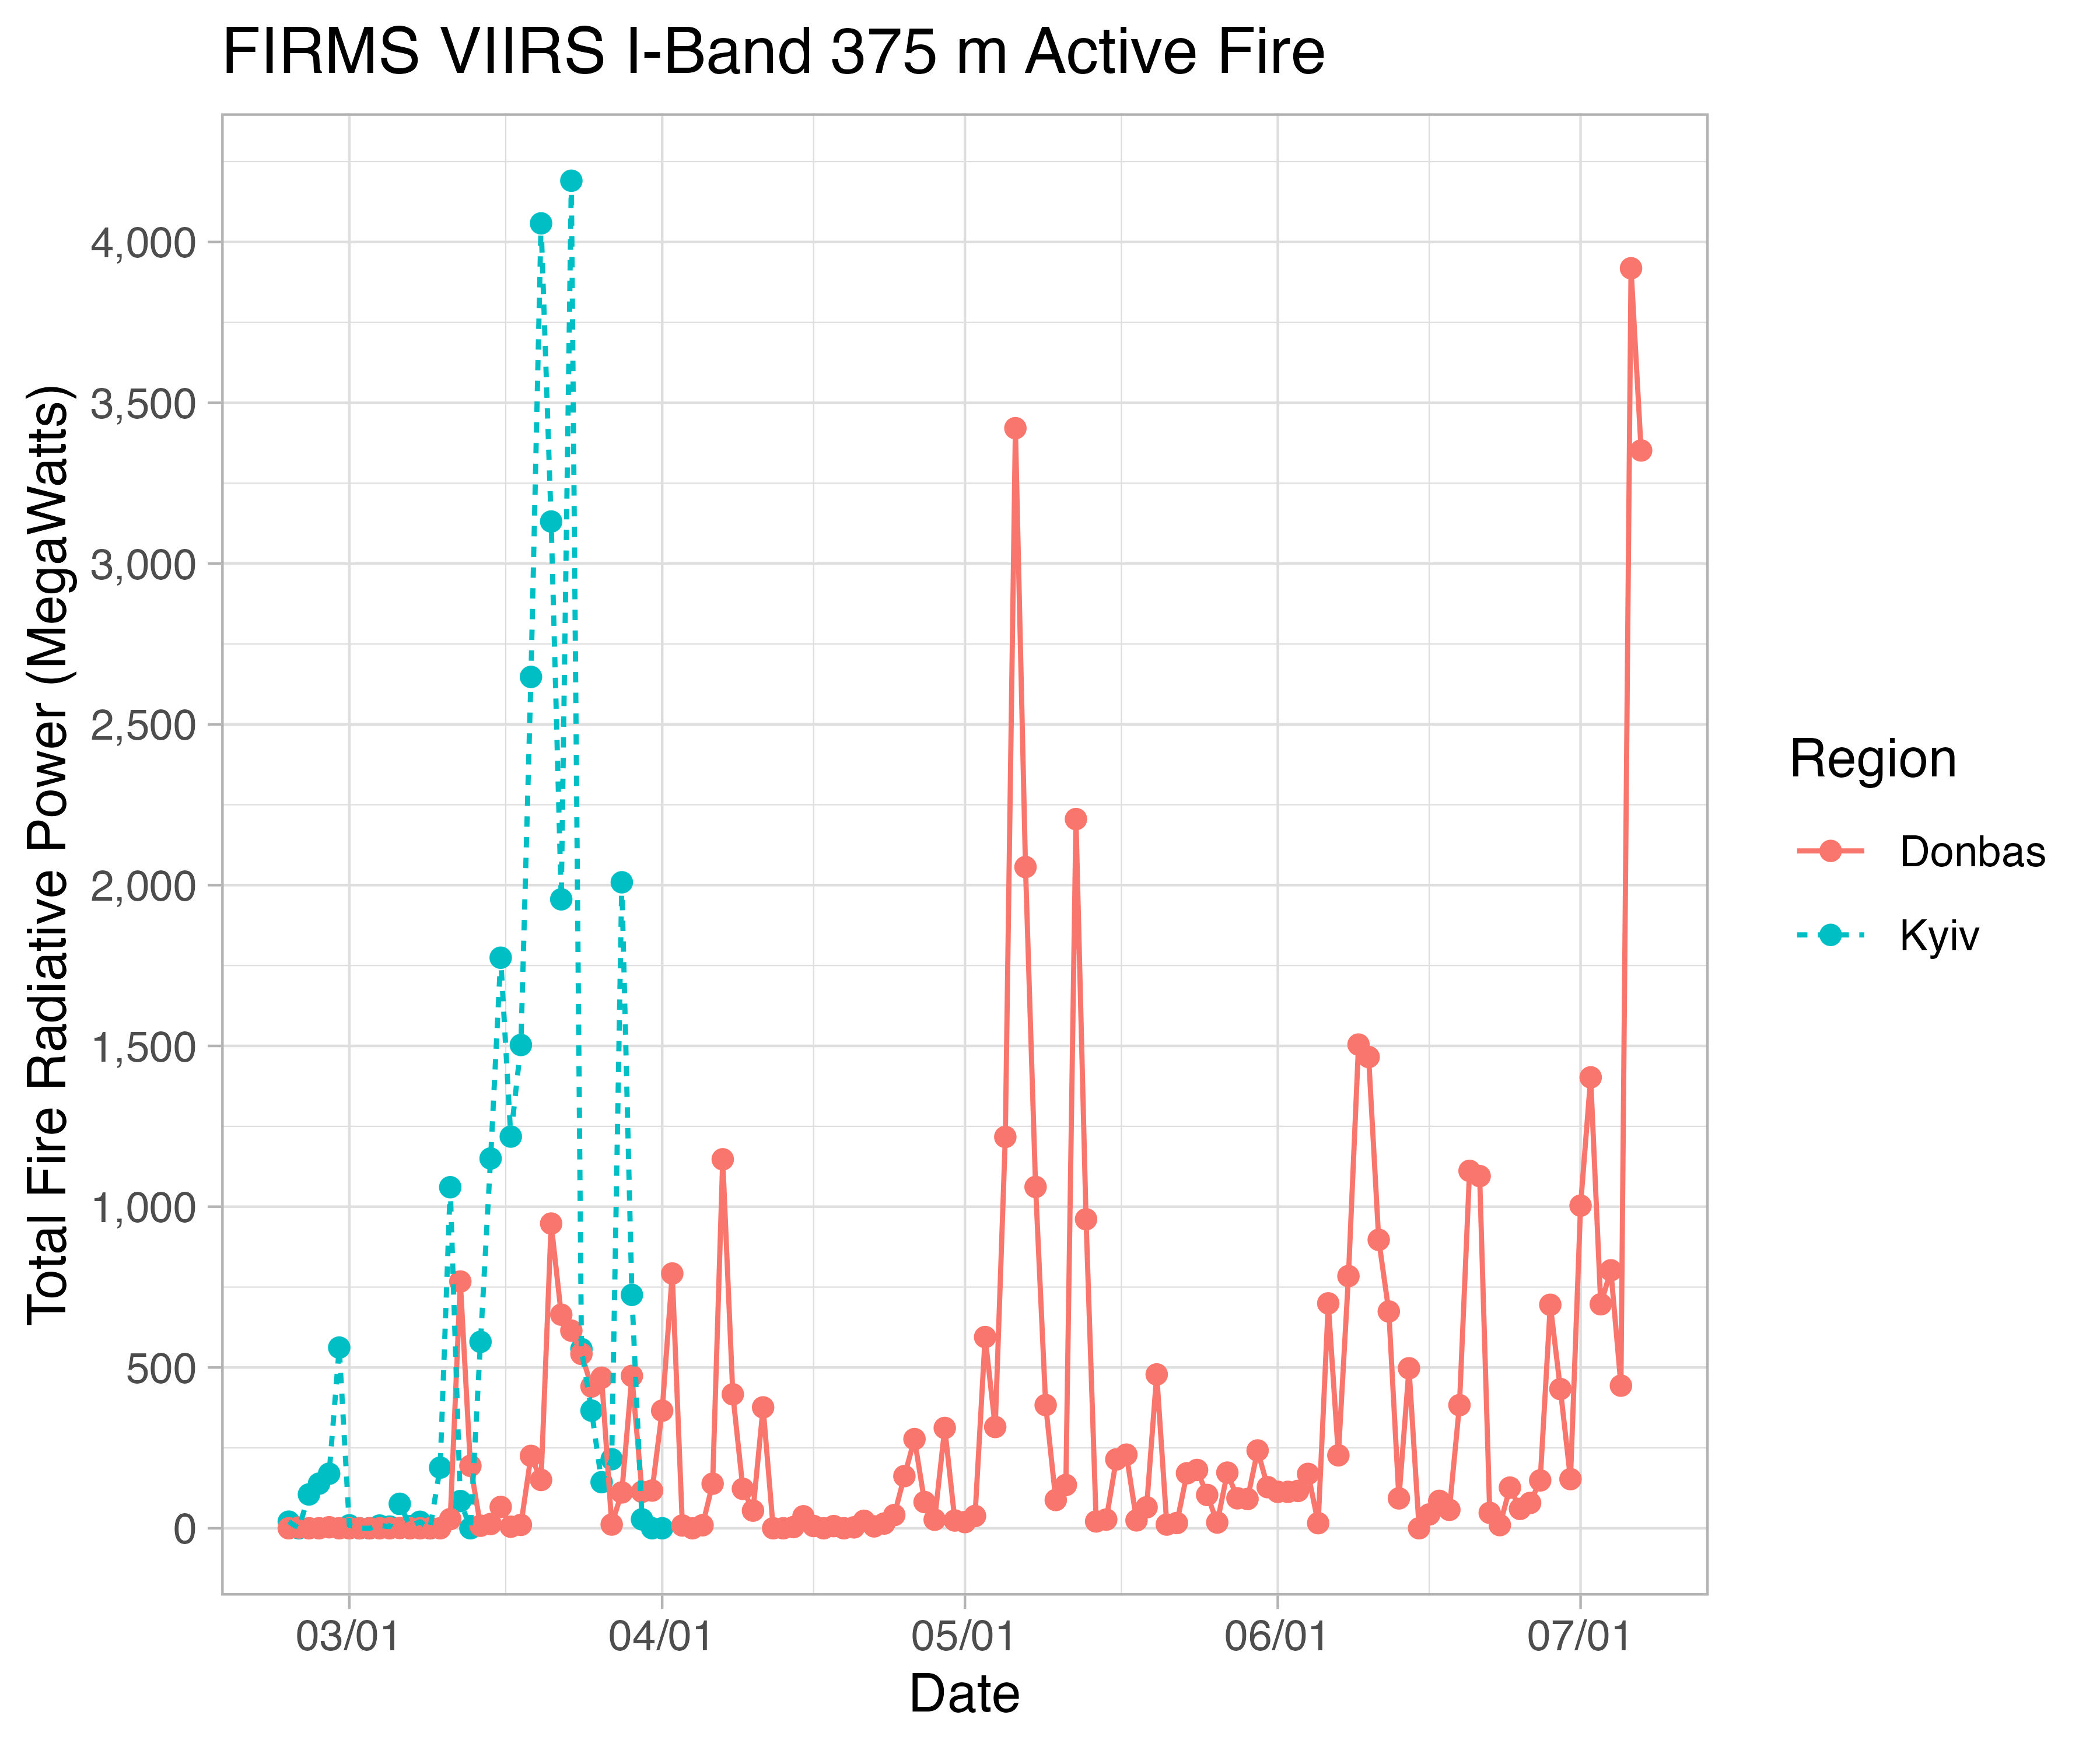 FIRMS VIIRS I-Band 375 m Active Fire
Total Fire Radiative Power (MegaWatts)
4,000
3,500
3,000
2,500
2,000
1,500
1,000
500
0
03/01 04/01 05/01 06/01 07/01
Date
Region
Donbas
Kyiv